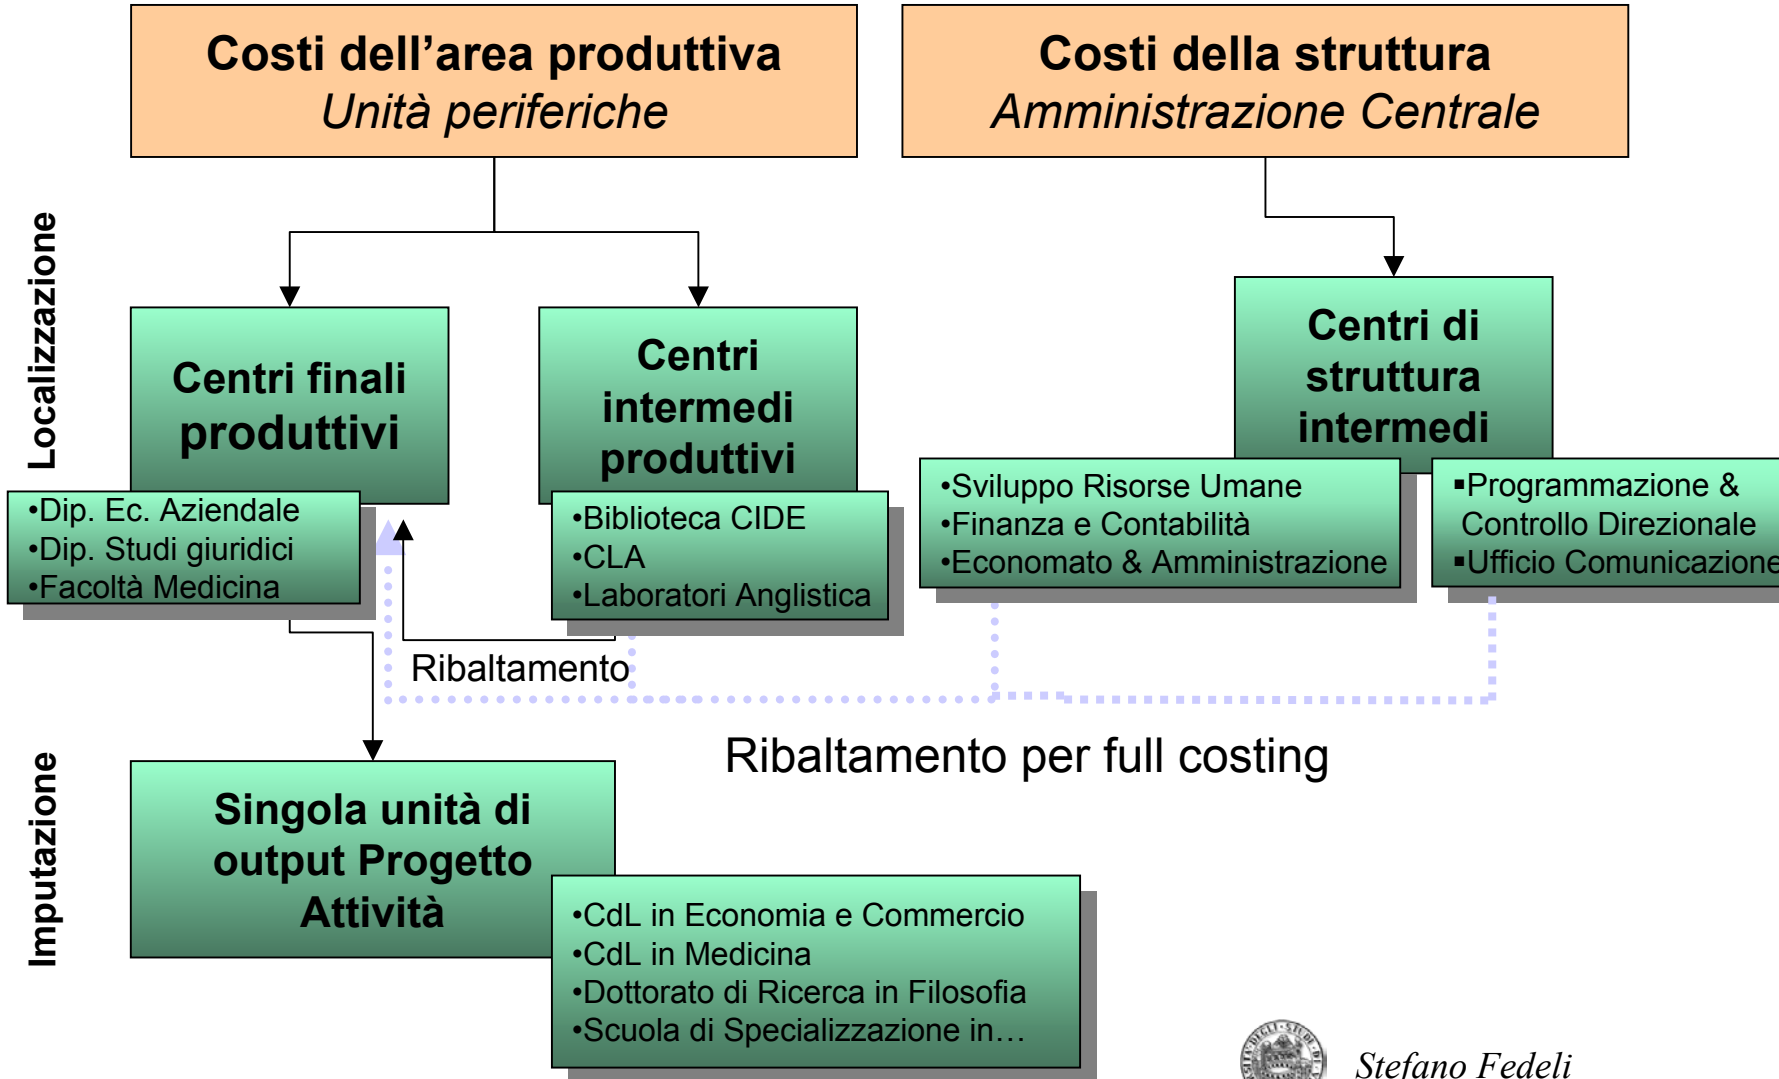 Costi dell’area produttiva
Unità periferiche
Costi della struttura
Amministrazione Centrale
Localizzazione
Centri finali
produttivi
•Dip. Ec. Aziendale
•Dip. Studi giuridici
•Facoltà Medicina
Centri
intermedi
produttivi
•Biblioteca CIDE
•CLA
•Laboratori Anglistica
Centri di
struttura
intermedi
•Sviluppo Risorse Umane
•Finanza e Contabilità
•Economato & Amministrazione
▪Programmazione &
Controllo Direzionale
▪Ufficio Comunicazione
Ribaltamento
Ribaltamento per full costing
Imputazione
Singola unità di
output Progetto
Attività
•CdL in Economia e Commercio
•CdL in Medicina
•Dottorato di Ricerca in Filosofia
•Scuola di Specializzazione in…
Stefano Fedeli